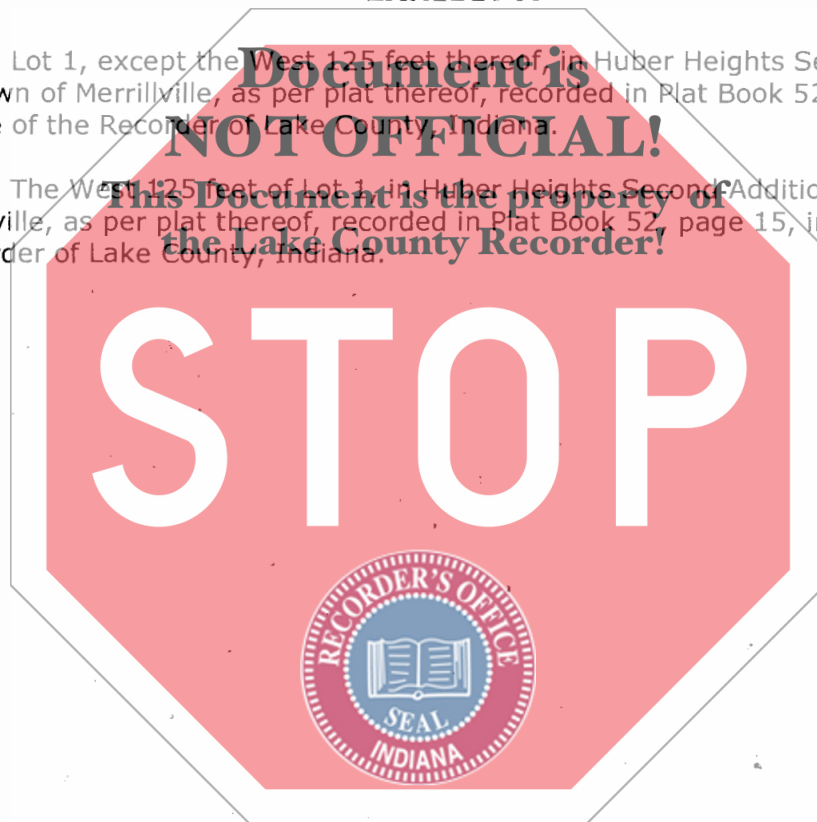 Lot 1, except the West 125 feet thereof, in Huber Heights Se
wn of Merrillville, as per plat thereof, recorded in Plat Book 52
of the Recorder of Lake County, Indiana.
The West 125 feet of Lot 1, in Huber Heights Second Additio
ville, as per plat thereof, recorded in Plat Book 52, page 15, i
der of Lake County, Indiana.
Document is
NOT OFFICIAL!
This Document is the property of
the Lake County Recorder!
STOP
RECORDER'S OFFICE
SEAL
INDIANA